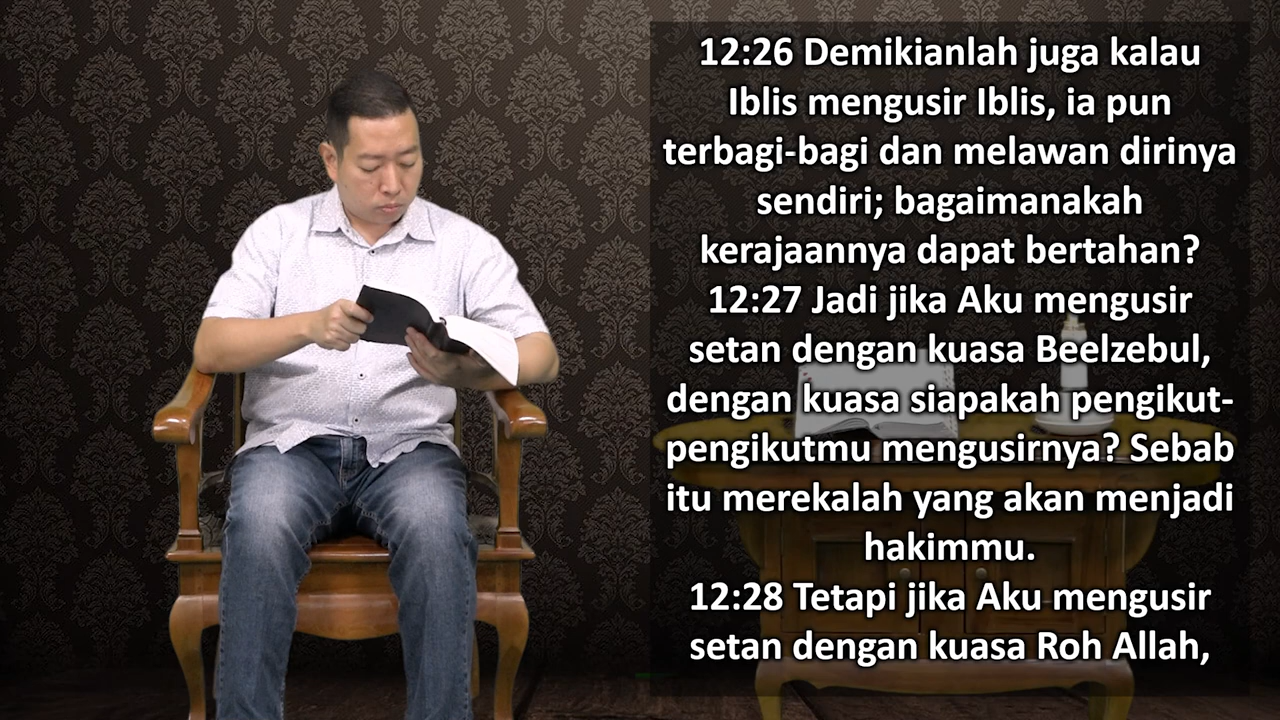 12:26 Demikianlah juga kalau
Iblis mengusir Iblis, ia pun
terbagi-bagi dan melawan dirinya
sendiri; bagaimanakah
kerajaannya dapat bertahan?
12:27 Jadi jika Aku mengusir
setan dengan kuasa Beelzebul,
dengan kuasa siapakah pengikut-
pengikutmu mengusirnya? Sebab
itu merekalah yang akan menjadi
hakimmu.
12:28 Tetapi jika Aku mengusir
setan dengan kuasa Roh Allah,